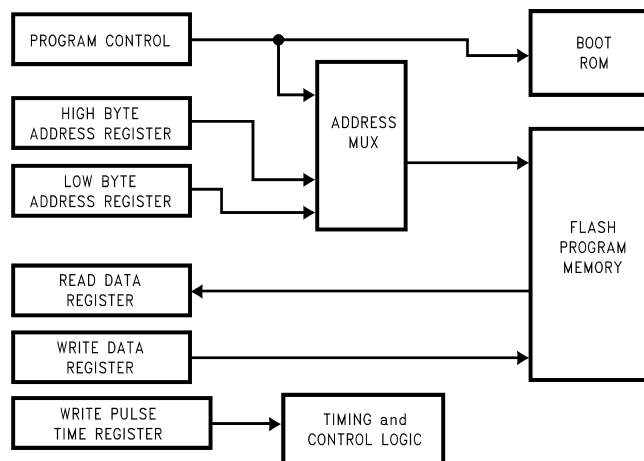 PROGRAM CONTROL
BOOT
ROM
HIGH BYTE
ADDRESS REGISTER
ADDRESS
MUX
LOW BYTE
ADDRESS REGISTER
FLASH
PROGRAM
MEMORY
READ DATA
REGISTER
WRITE DATA
REGISTER
WRITE PULSE
TIME REGISTER
TIMING and
CONTROL LOGIC